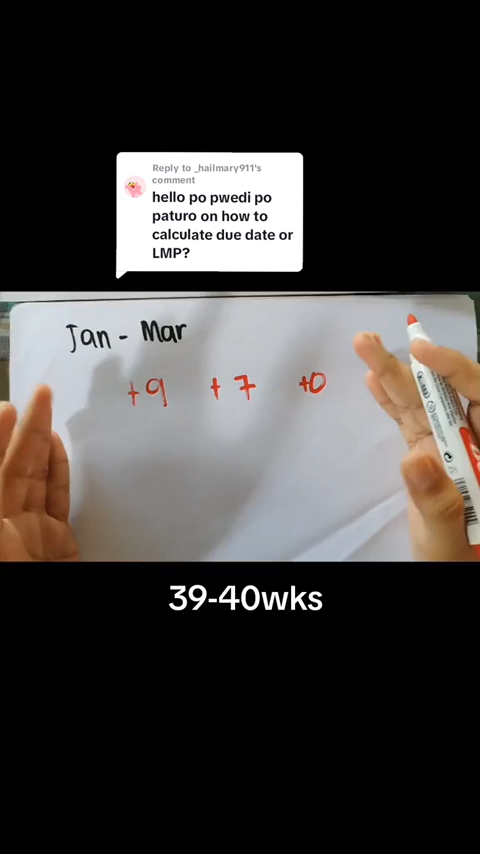 Reply to _hailmary911's
comment
hello po pwedi po
paturo on how to
calculate due date or
LMP?
Jan - Mar
+9 +7 +0
39-40wks